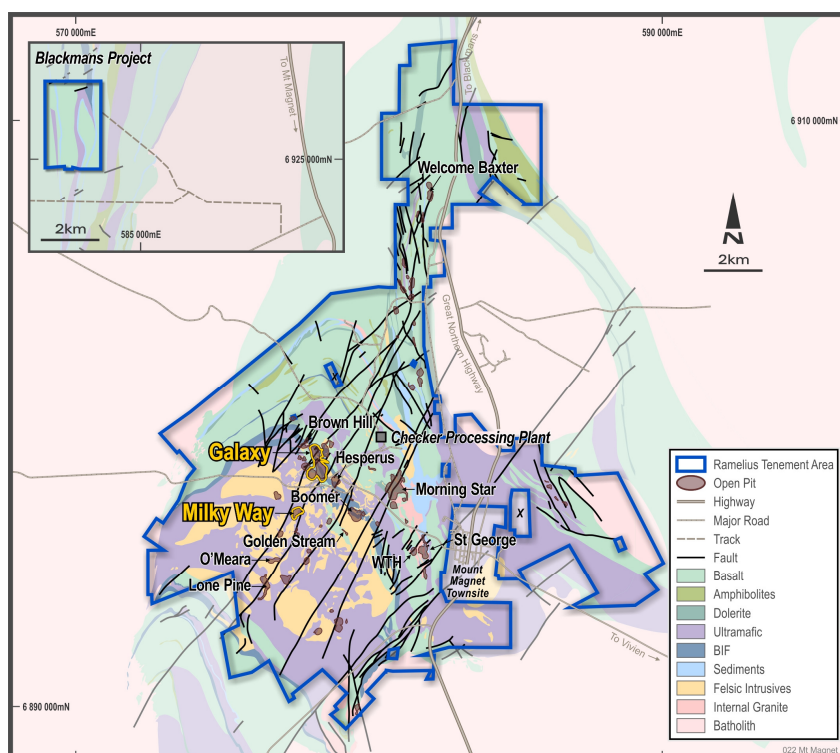 570 000mE
590 000mE
Blackmans Project
To Mt Magnet
6 925 000mN
585 000mE
2km
To Blackmans
6 910 000mN
Welcome Baxter
N
2km
Great Northern Highway
X
Brown Hill
Checker Processing Plant
Galaxy
Hesperus
Boomer
Morning Star
Milky Way
X
Golden Stream
St George
O'Meara
WTH
Mount
Magnet
Townsite
Lone Pine
To Vivien
6 890 000mN
Ramelius Tenement Area
Open Pit
Highway
Major Road
Track
Fault
Basalt
Amphibolites
Dolerite
Ultramafic
BIF
Sediments
Felsic Intrusives
Internal Granite
Batholith
022 Mt Magnet